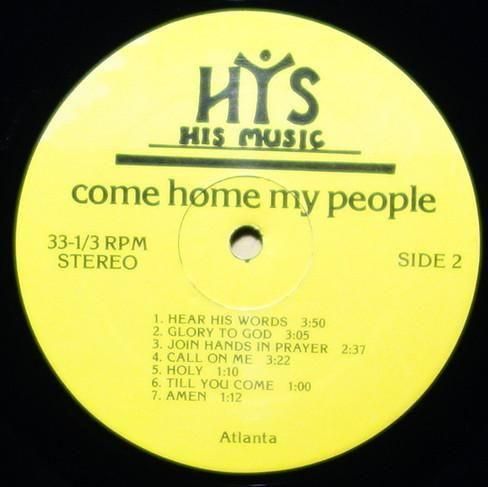 HIS
HIS MUSIC
come home my people
33-1/3 RPM
STEREO
SIDE 2
1. HEAR HIS WORDS 3:50
2. GLORY TO GOD 3:05
3. JOIN HANDS IN PRAYER 2:37
4. CALL ON ME 3:22
5. HOLY 1:10
6. TILL YOU COME 1:00
7. AMEN 1:12
Atlanta